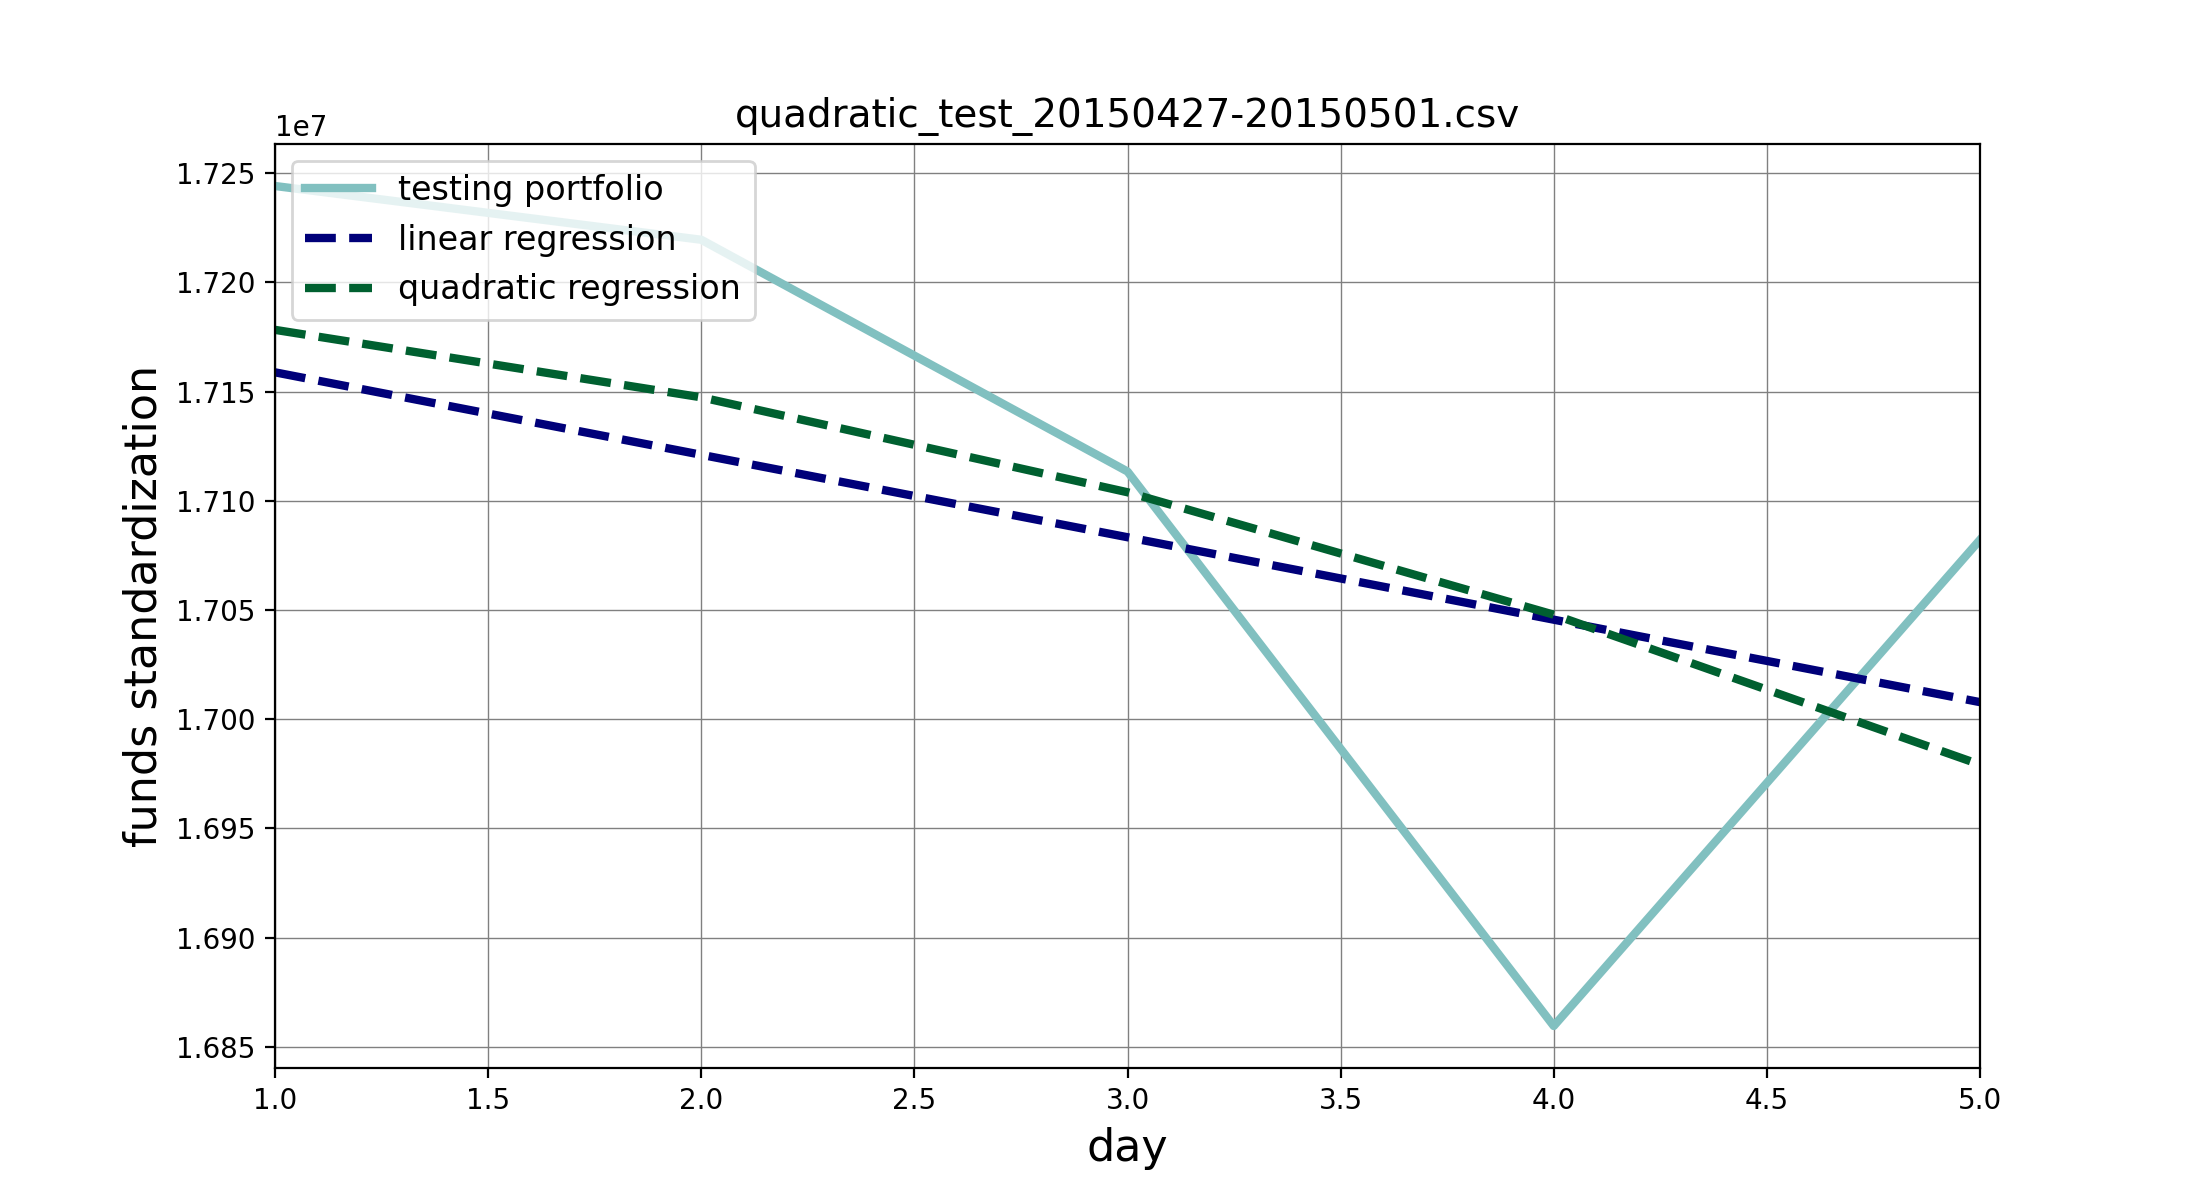 quadratic_test_20150427-20150501.csv
1e7
1.725
1.720
1.715
1.710
1.705
1.700
1.695
1.690
1.685
funds standardization
testing portfolio
linear regression
quadratic regression
1.0 1.5 2.0 2.5 3.0 3.5 4.0 4.5 5.0
day